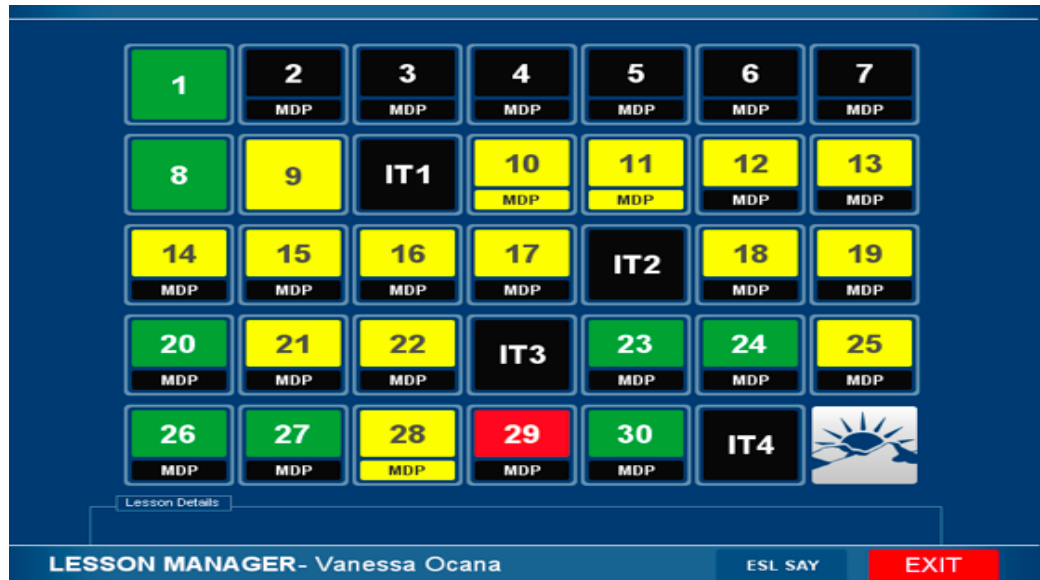 1 2 3 4 5 6 7
MDP MDP MDP MDP MDP MDP
8 9 IT1 10 11 12 13
MDP MDP MDP MDP
14 15 16 17 IT2 18 19
MDP MDP MDP MDP MDP MDP
20 21 22 IT3 23 24 25
MDP MDP MDP MDP MDP MDP
26 27 28 29 30 IT4
MDP MDP MDP MDP MDP
Lesson Details
LESSON MANAGER- Vanessa Ocana ESL SAY EXIT